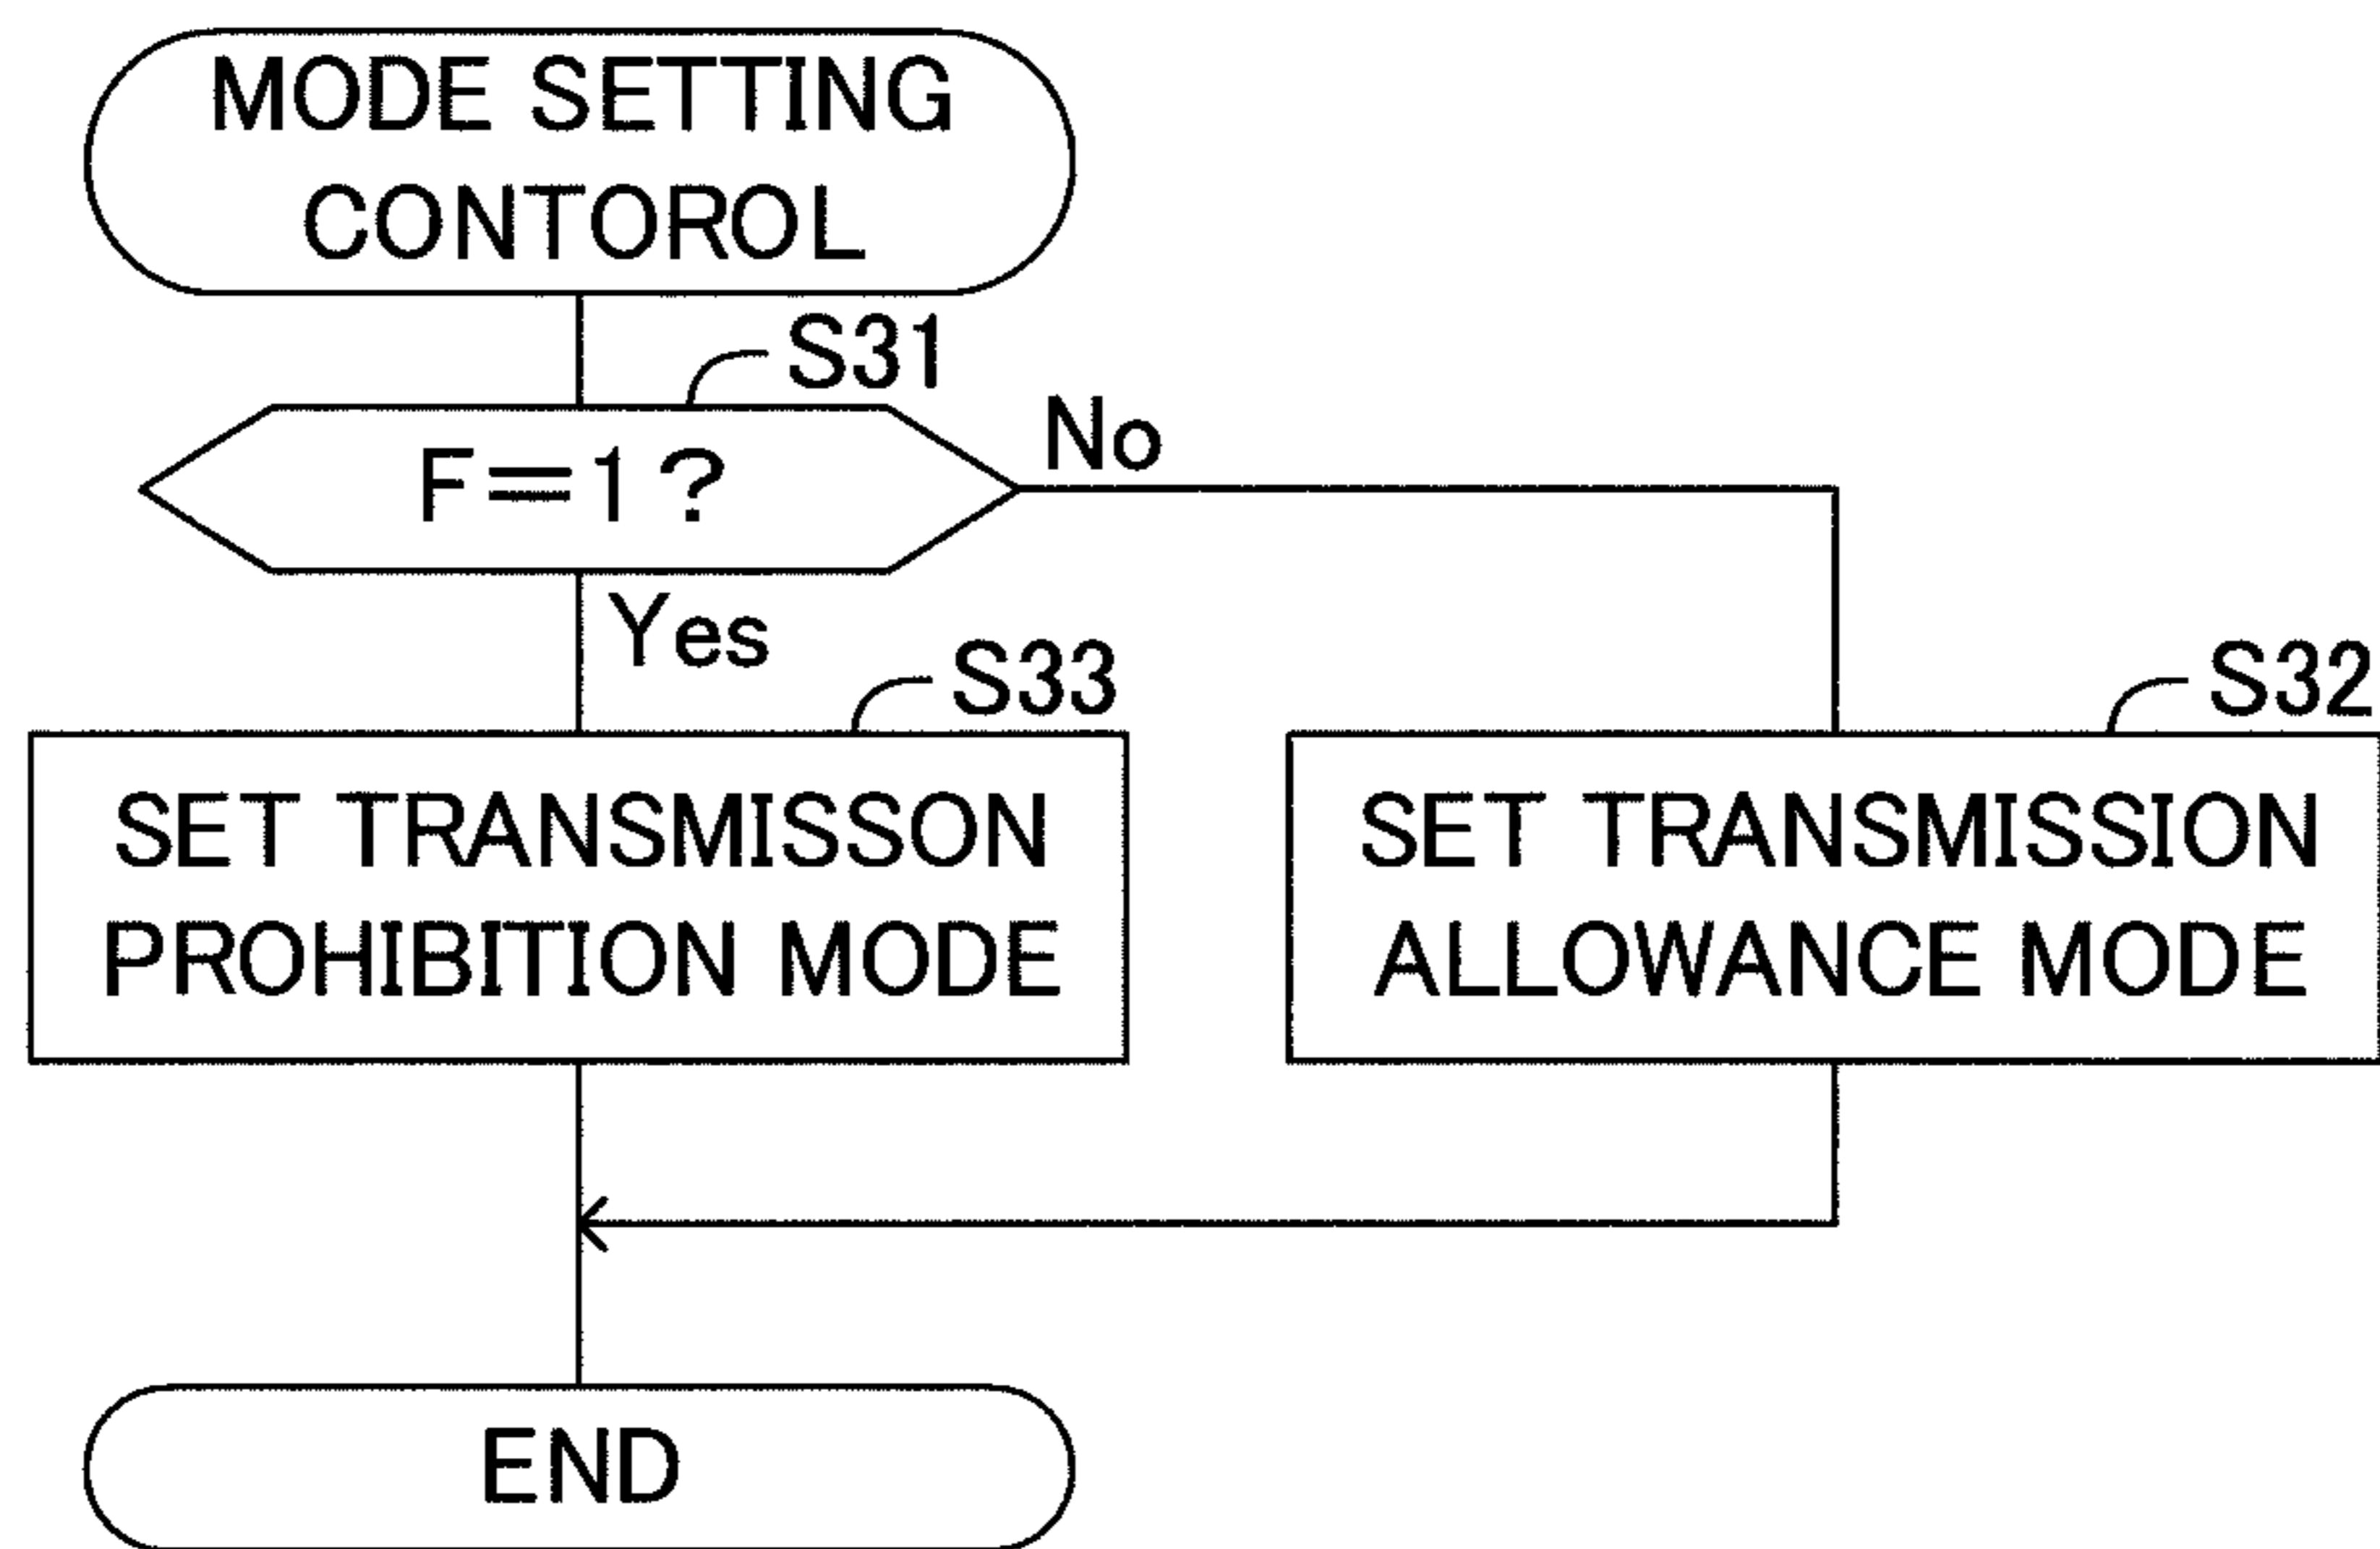 MODE SETTING
CONTOROL
S31
F=1?
No
Yes
S33
SET TRANSMISSON
PROHIBITION MODE
S32
SET TRANSMISSION
ALLOWANCE MODE
END